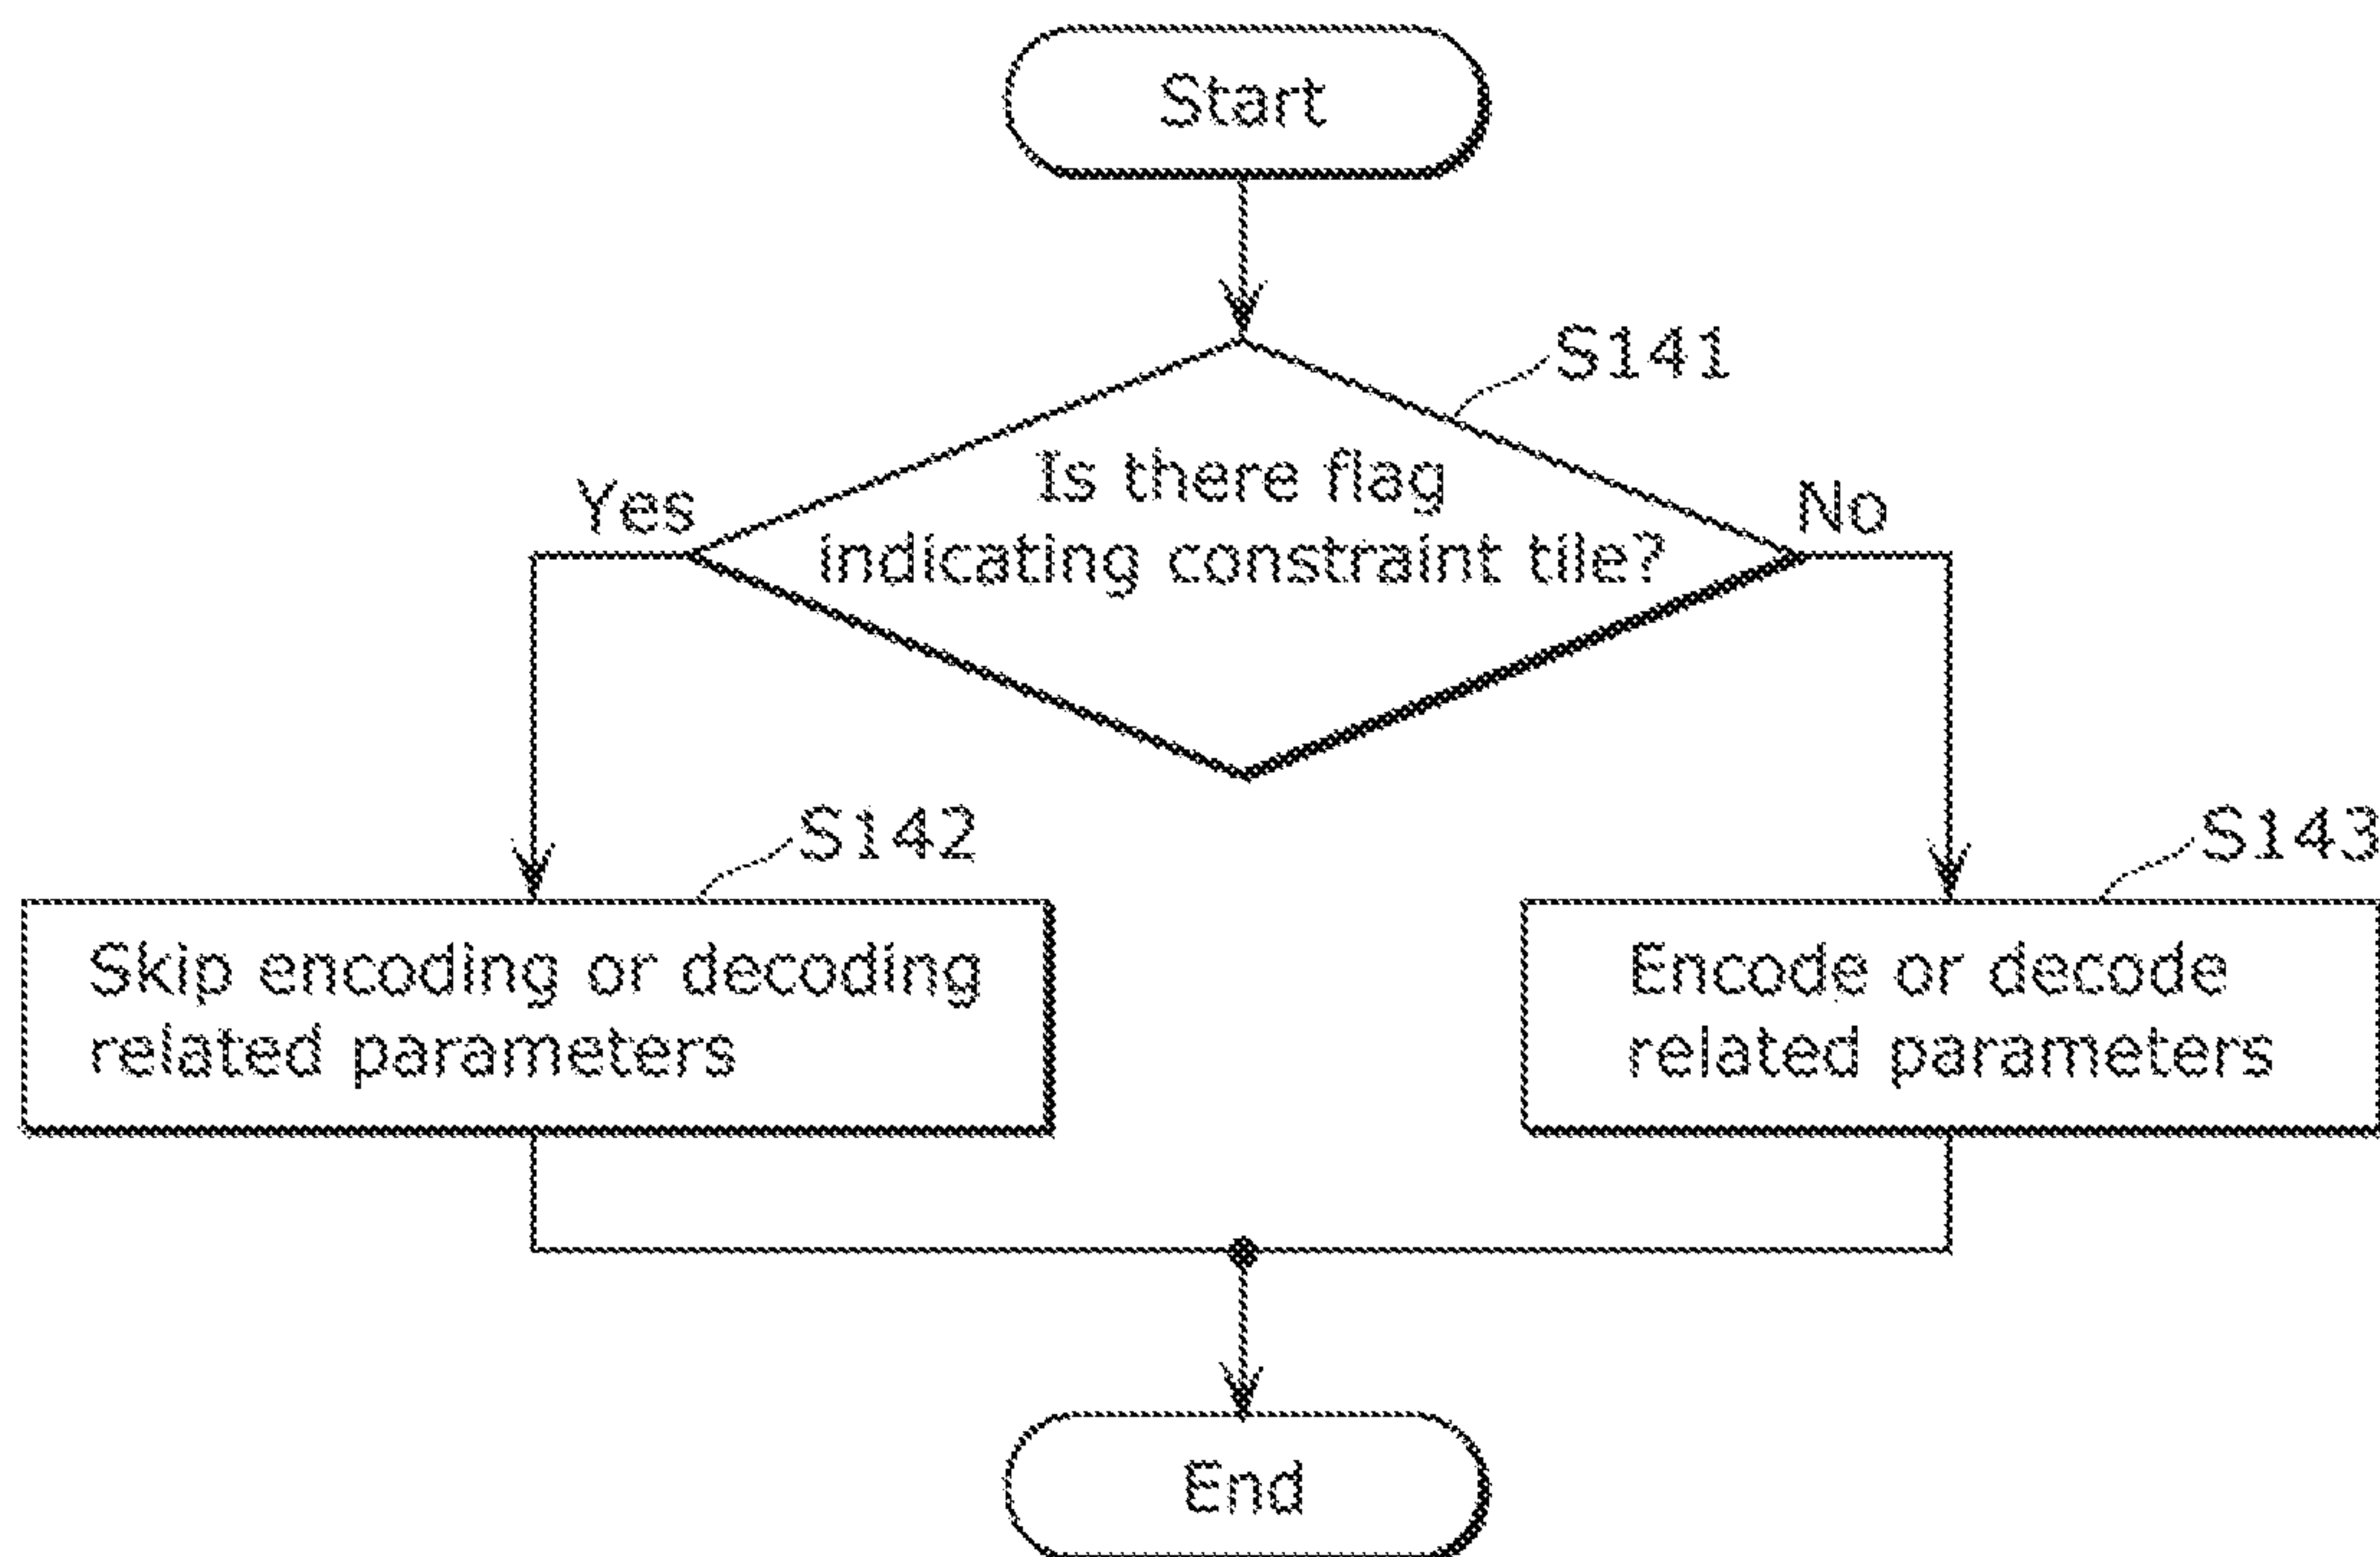 Start
S141
Is there flag
indicating constraint tile?
Yes
No
S142
S143
Skip encoding or decoding
related parameters
Encode or decode
related parameters
End